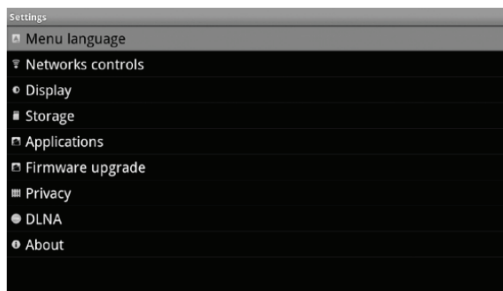 Settings
Menu language
Networks controls
Display
Storage
Applications
Firmware upgrade
Privacy
DLNA
About